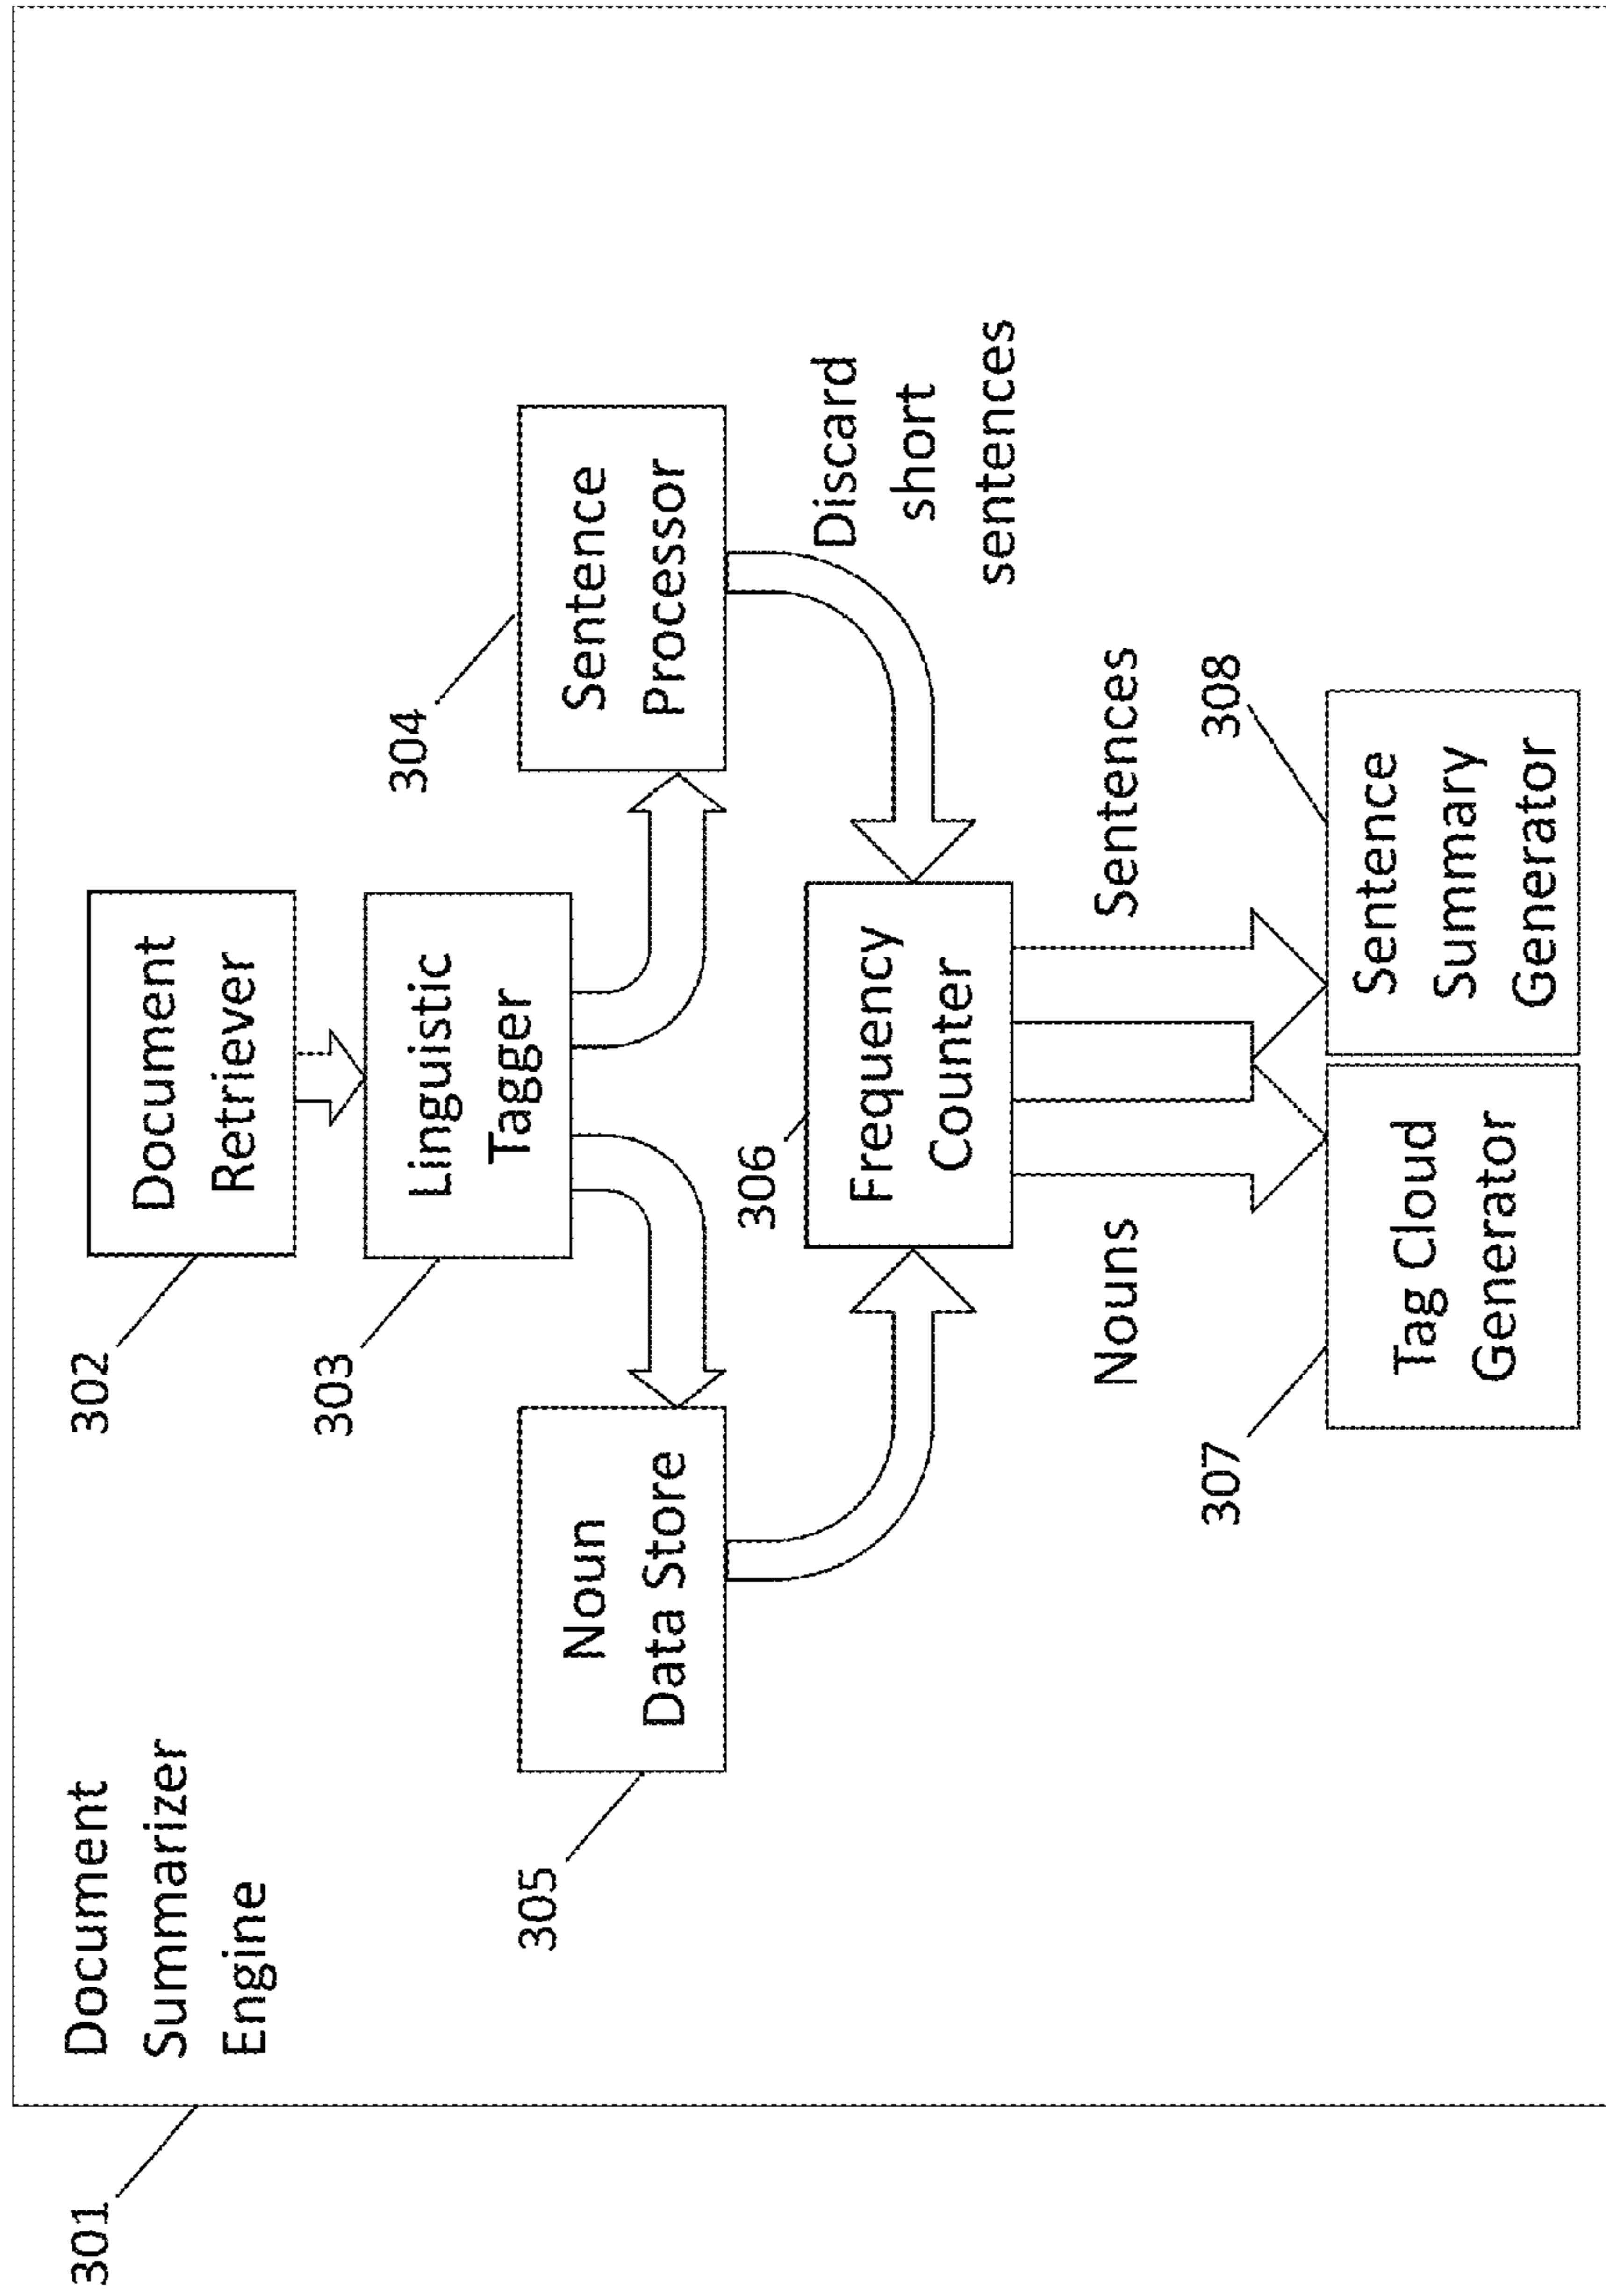 301
Document
Summarizer
Engine
302
Document
Retriever
303
Linguistic
Tagger
304
Sentence
Processor
305
Noun
Data Store
Discard
short
sentences
306
Frequency
Counter
Nouns
Sentences
307
Tag Cloud
Generator
308
Sentence
Summary
Generator